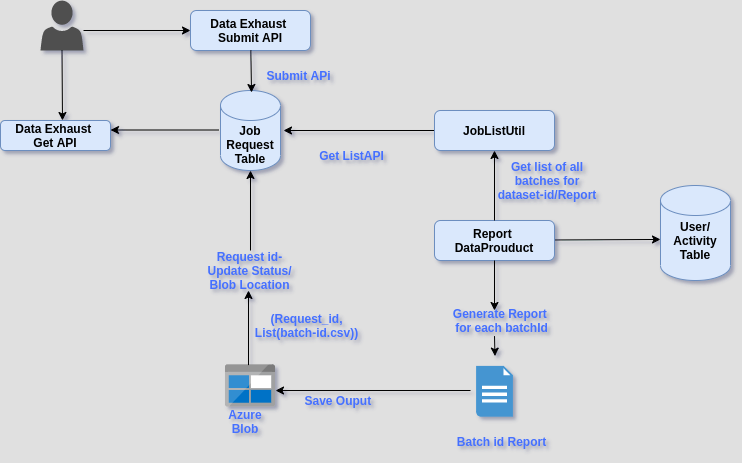 Data Exhaust
Submit API
Submit APi
Data Exhaust
Get API
Job
Request
Table
Get ListAPI
JobListUtil
Get list of all
batches for
dataset-id/Report
Report
DataProuduct
User/
Activity
Table
Request id-
Update Status/
Blob Location
Generate Report
for each batchId
(Request_id,
List(batch-id.csv))
Azure
Blob
Save Ouput
Batch id Report